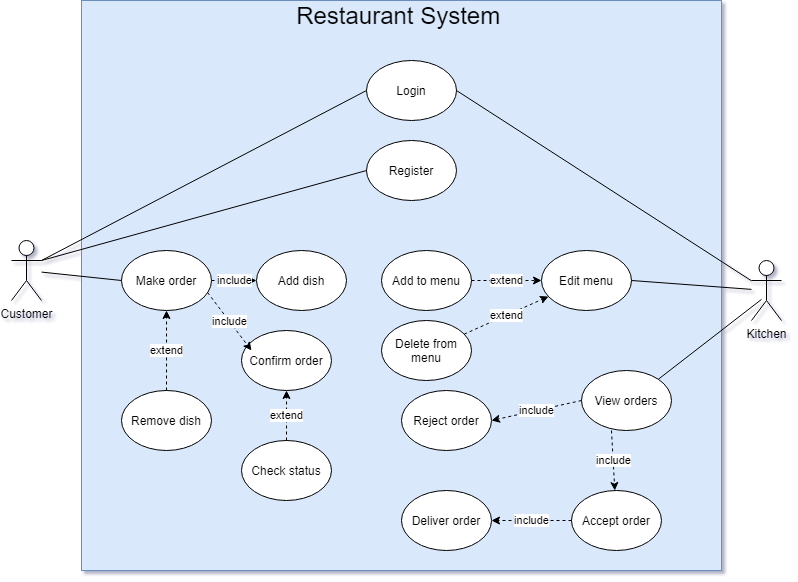 Restaurant System
Login
Register
Customer
Make order
include
Add dish
include
Confirm order
extend
Remove dish
extend
Check status
Add to menu
extend
Edit menu
Delete from
menu
extend
Kitchen
View orders
include
Reject order
include
Accept order
include
Deliver order